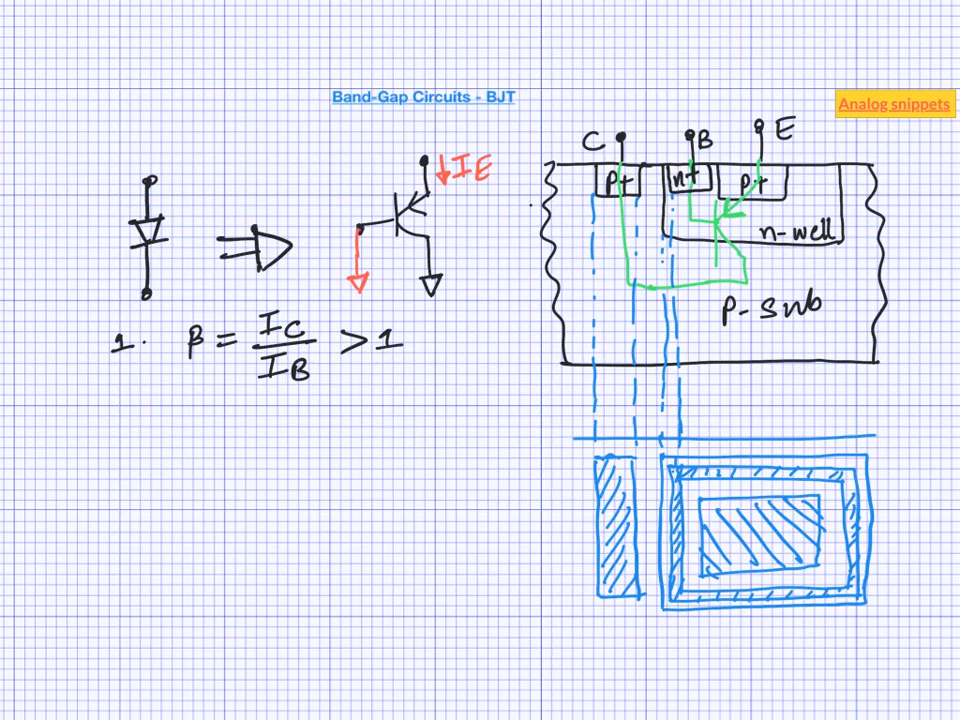 Band-Gap Circuits - BJT
Analog snippets
C B E
IE
p+ n+ p+
n-well
P-sub
1. β = IC / IB > 1